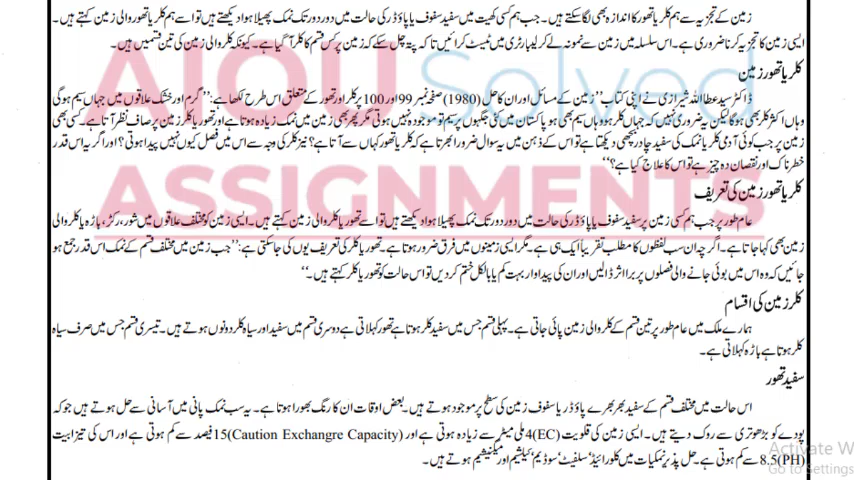 زمین کے تجزیہ سے ہم کلر یا تھور کا اندازہ بھی لگا سکتے ہیں۔ جب ہم کسی کھیت میں سفید سفوف یا پاؤڈر کی حالت میں دور دور تک نمک پھیلا ہوا دیکھتے ہیں تو اسے ہم کلر یا تھور والی زمین کہتے ہیں۔
ایسی زمین کا تجزیہ کرنا ضروری ہے۔ اس سلسلہ میں زمین سے نمونہ لے کر لیبارٹری میں ٹیسٹ کرائیں تا کہ پتہ چل سکے کہ زمین پر کس قسم کا کلر آ گیا ہے۔ کیونکہ کلر والی زمین کی تین قسمیں ہیں۔
کلر یا تھور زمین
ڈاکٹر سید عطا اللہ شیرازی نے اپنی کتاب ”زمین کے مسائل اور ان کا حل (1980) صفحہ نمبر 99 اور 100 پر کلر اور تھور کے متعلق اس طرح لکھا ہے: ”گرم اور خشک علاقوں میں جہاں سیم ہوگی
وہاں اکثر کلر بھی ہوگا لیکن یہ ضروری نہیں کہ جہاں کلر ہو وہاں سیم بھی ہو پاکستان میں کئی جگہوں پر سیم تو موجود نہیں ہوتی مگر پھر بھی زمین میں نمک زیادہ ہوتا ہے اور تھور یا کلر زمین پر صاف نظر آتا ہے۔ کسی بھی
زمین پر جب کوئی آدمی کلر یا نمک کی سفید چادر بچھی دیکھتا ہے تو اس کے ذہن میں یہ سوال ضرور ابھرتا ہے کہ کلر یا تھور کہاں سے آتا ہے؟ نیز کلر کی وجہ سے اس میں فصل کیوں نہیں پیدا ہوتی؟ اور اگر یہ اس قدر
خطرناک اور نقصان دہ چیز ہے تو اس کا علاج کیا ہے؟“
کلر یا تھور زمین کی تعریف
عام طور پر جب ہم کسی زمین پر سفید سفوف یا پاؤڈر کی حالت میں دور دور تک نمک پھیلا ہوا دیکھتے ہیں تو اسے تھور یا کلر والی زمین کہتے ہیں۔ ایسی زمین کو مختلف علاقوں میں شور، رکڑ، باڑہ یا کلر والی
زمین بھی کہا جاتا ہے۔ اگرچہ ان سب لفظوں کا مطلب تقریباً ایک ہی ہے۔ مگر ایسی زمینوں میں فرق ضرور ہوتا ہے۔ تھور یا کلر کی تعریف یوں کی جا سکتی ہے: ”جب زمین میں مختلف قسم کے نمک اس قدر جمع ہو
جائیں کہ وہ اس میں بوئی جانے والی فصلوں پر برا اثر ڈالیں اور ان کی پیداوار بہت کم یا بالکل ختم کر دیں تو اس حالت کو تھور یا کلر کہتے ہیں۔“
کلر زمین کی اقسام
ہمارے ملک میں عام طور پر تین قسم کے کلر والی زمین پائی جاتی ہے۔ پہلی قسم جس میں سفید کلر ہوتا ہے تھور کہلاتی ہے دوسری قسم میں سفید اور سیاہ کلر دونوں ہوتے ہیں۔ تیسری قسم جس میں صرف سیاہ
کلر ہوتا ہے باڑہ کہلاتی ہے۔
سفید تھور
اس حالت میں مختلف قسم کے سفید بھربھرے پاؤڈر یا سفوف زمین کی سطح پر موجود ہوتے ہیں۔ بعض اوقات ان کا رنگ بھورا ہوتا ہے۔ یہ سب نمک پانی میں آسانی سے حل ہوتے ہیں جو کہ
پودے کو بڑھوتری سے روک دیتے ہیں۔ ایسی زمین کی قلویت (EC)4 ملی میٹر سے زیادہ ہوتی ہے اور (Caution Exchangre Capacity)15 فیصد سے کم ہوتی ہے اور اس کی تیزابیت
(PH)8.5 سے کم ہوتی ہے۔ حل پذیر نمکیات میں کلورائیڈ سلفیٹ سوڈیم کیلشیم اور میگنیشیم ہوتے ہیں۔
AIOU Solved
ASSIGNMENTS
Activate W
Go to Settings